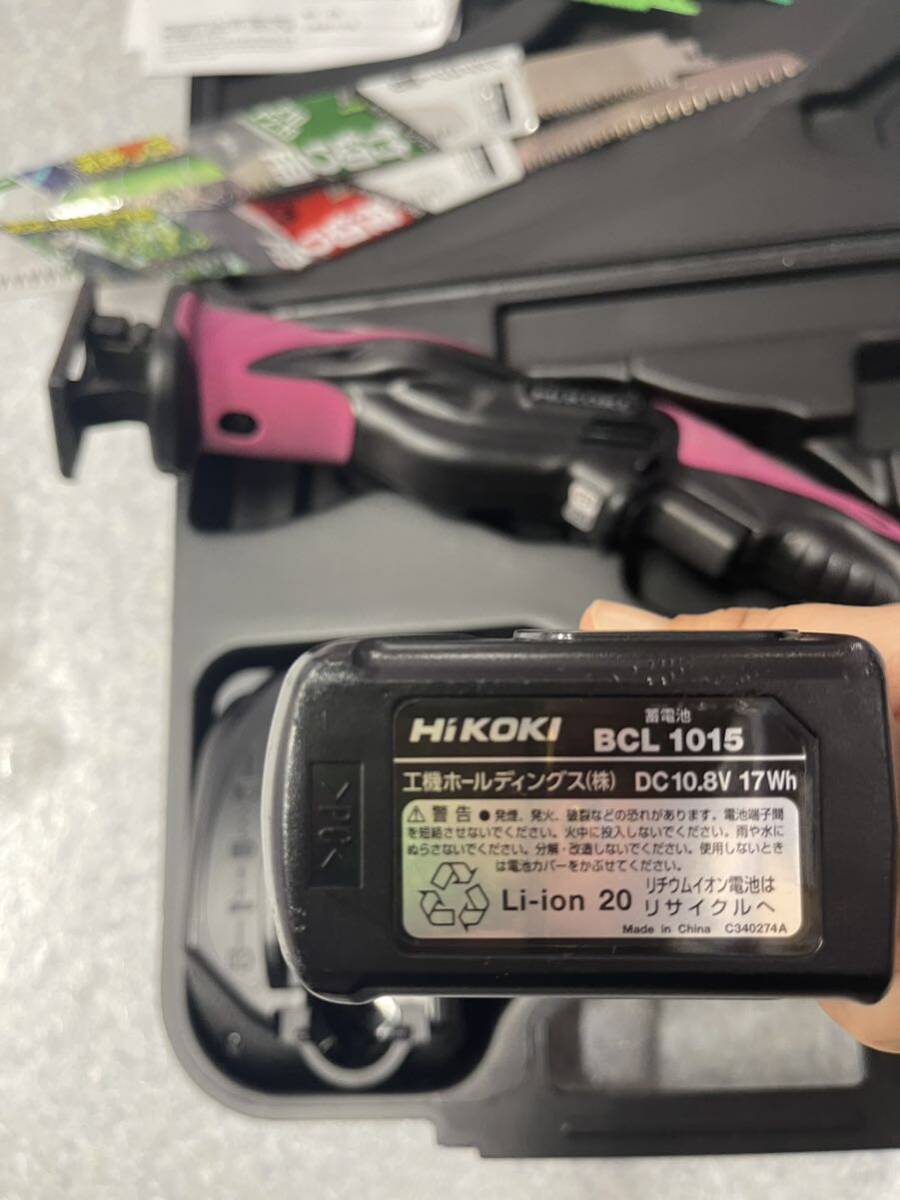 HiKOKI
蓄電池
BCL 1015
工機ホールディングス(株) DC10.8V 17Wh
⚠警告 ●発煙、発火、破裂などの恐れがあります。電池端子間
を短絡させないでください。火中に投入しないでください。雨や水に
ぬらさないでください。分解・改造しないでください。使用しないとき
は電池カバーをかぶせてください。
Li-ion 20 リチウムイオン電池は
リサイクルへ
Made in China C340274A
>PC<